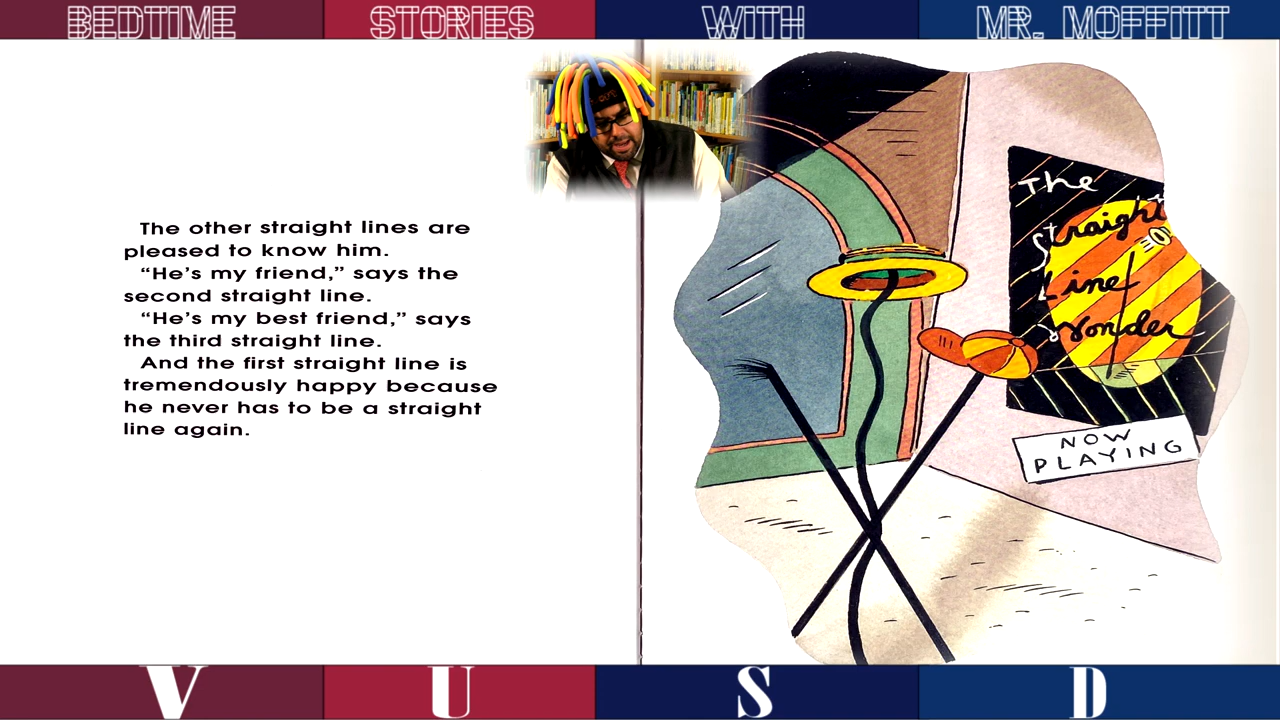 BEDTIME STORIES WITH MR. MOFFITT
The other straight lines are
pleased to know him.
“He’s my friend,” says the
second straight line.
“He’s my best friend,” says
the third straight line.
And the first straight line is
tremendously happy because
he never has to be a straight
line again.
The
Straight
Line
Wonder
NOW
PLAYING
V U S D